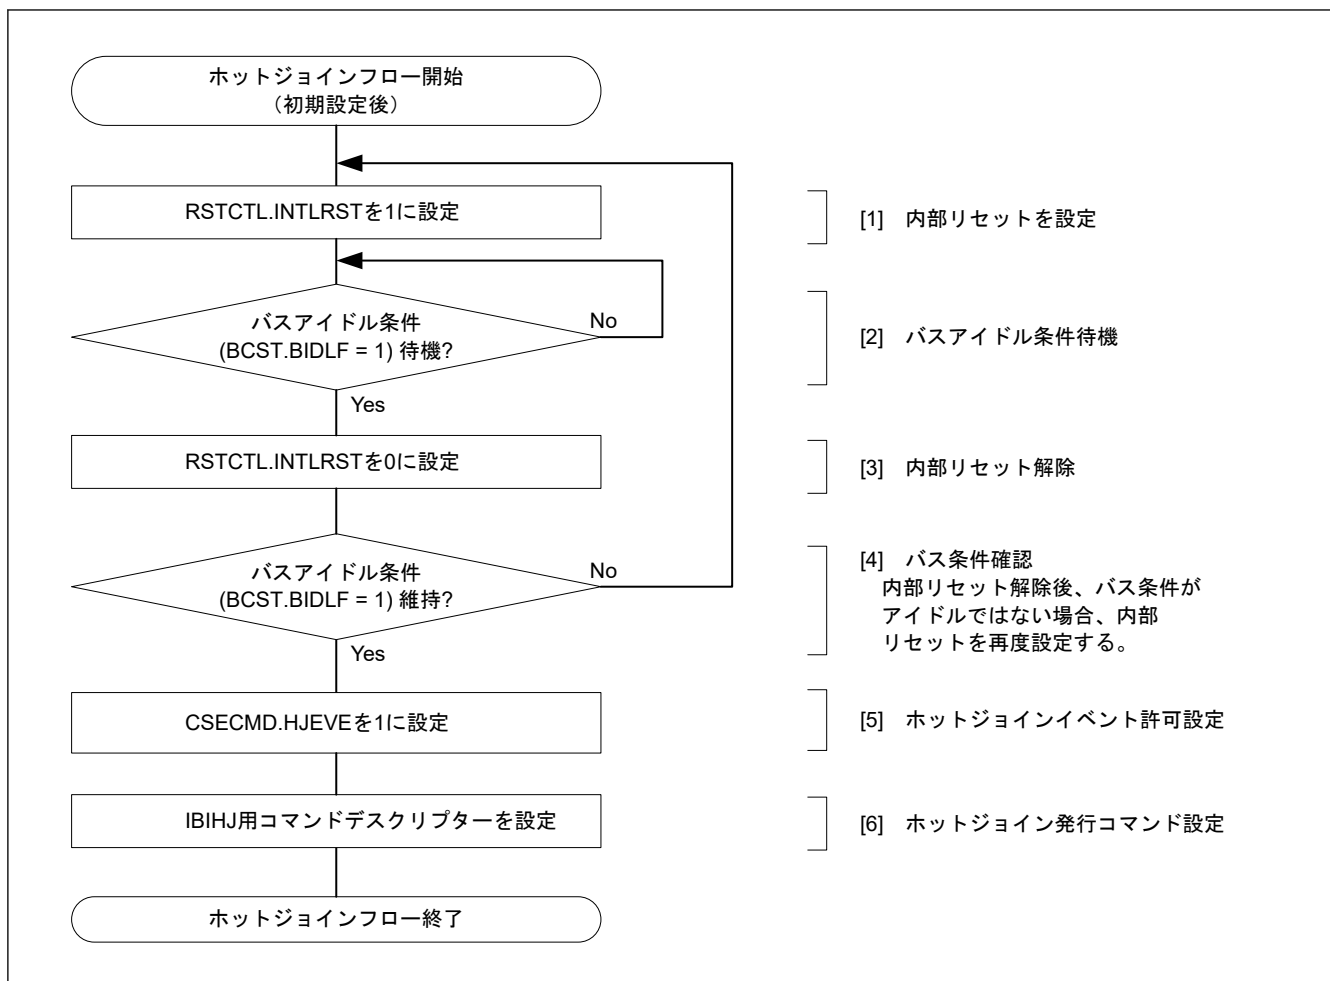 ホットジョインフロー開始
（初期設定後）
RSTCTL.INTLRSTを1に設定
[1] 内部リセットを設定
バスアイドル条件
(BCST.BIDLF = 1) 待機?
No
[2] バスアイドル条件待機
Yes
RSTCTL.INTLRSTを0に設定
[3] 内部リセット解除
バスアイドル条件
(BCST.BIDLF = 1) 維持?
No
[4] バス条件確認
内部リセット解除後、バス条件が
アイドルではない場合、内部
リセットを再度設定する。
Yes
CSECMD.HJEVEを1に設定
[5] ホットジョインイベント許可設定
IBIHJ用コマンドデスクリプターを設定
[6] ホットジョイン発行コマンド設定
ホットジョインフロー終了